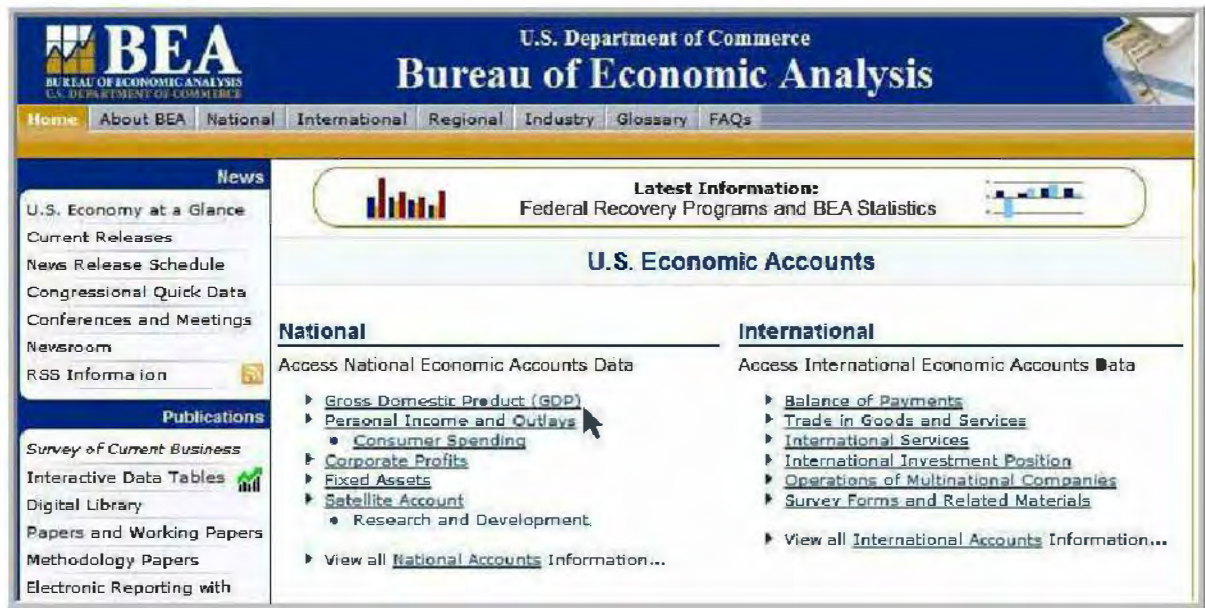 BEA
BUREAU OF ECONOMIC ANALYSIS
U.S. DEPARTMENT OF COMMERCE
U.S. Department of Commerce
Bureau of Economic Analysis
Home About BEA National International Regional Industry Glossary FAQs
News
U.S. Economy at a Glance
Current Releases
News Release Schedule
Congressional Quick Data
Conferences and Meetings
Newsroom
RSS Informa ion
Publications
Survey of Current Business
Interactive Data Tables
Digital Library
Papers and Working Papers
Methodology Papers
Electronic Reporting with
Latest Information:
Federal Recovery Programs and BEA Statistics
U.S. Economic Accounts
National
Access National Economic Accounts Data
Gross Domestic Product (GDP)
Personal Income and Outlays
Consumer Spending
Corporate Profits
Fixed Assets
Satellite Account
Research and Development
View all National Accounts Information...
International
Access International Economic Accounts Data
Balance of Payments
Trade in Goods and Services
International Services
International Investment Position
Operations of Multinational Companies
Survey Forms and Related Materials
View all International Accounts Information...